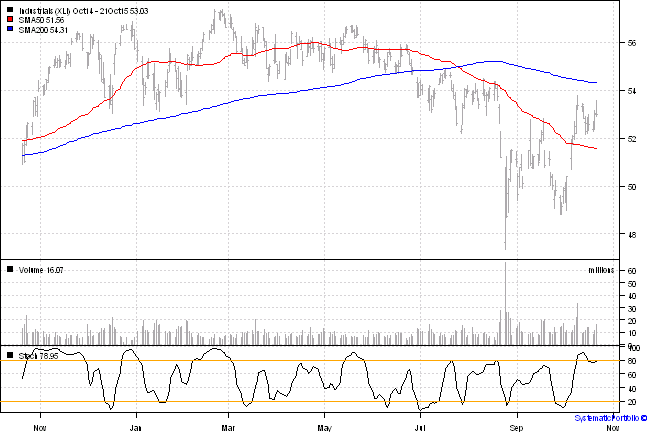 Industrials (XLI) Oct14 - 21Oct15 53.03
SMA50 51.56
SMA200 54.31
56
54
52
50
48
Volume 16.07
millions
60
50
40
30
20
10
0
Stoch 78.95
100
80
60
40
20
Nov Jan Mar May Jul Sep Nov
SystematicPortfolio ©